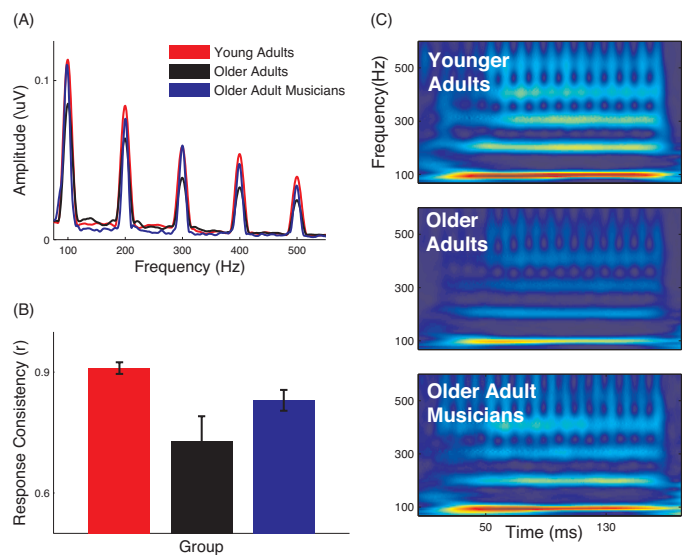 (A)
Young Adults
Older Adults
Older Adult Musicians
Amplitude (\uV)
0.1
0
100
200
300
400
500
Frequency (Hz)
(B)
Response Consistency (r)
0.9
0.6
Group
(C)
Frequency(Hz)
500
300
100
Younger
Adults
500
300
100
Older
Adults
500
300
100
Older Adult
Musicians
50
Time (ms)
130